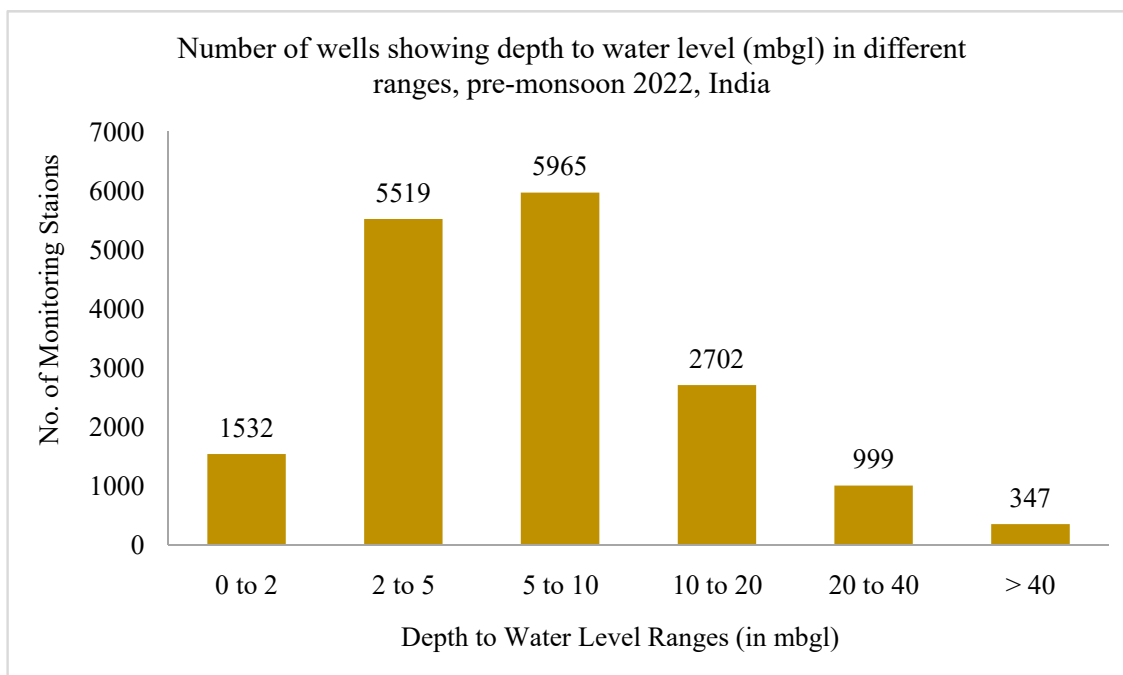 Number of wells showing depth to water level (mbgl) in different
ranges, pre-monsoon 2022, India
No. of Monitoring Staions
7000
6000
5000
4000
3000
2000
1000
0
1532
5519
5965
2702
999
347
0 to 2
2 to 5
5 to 10
10 to 20
20 to 40
> 40
Depth to Water Level Ranges (in mbgl)